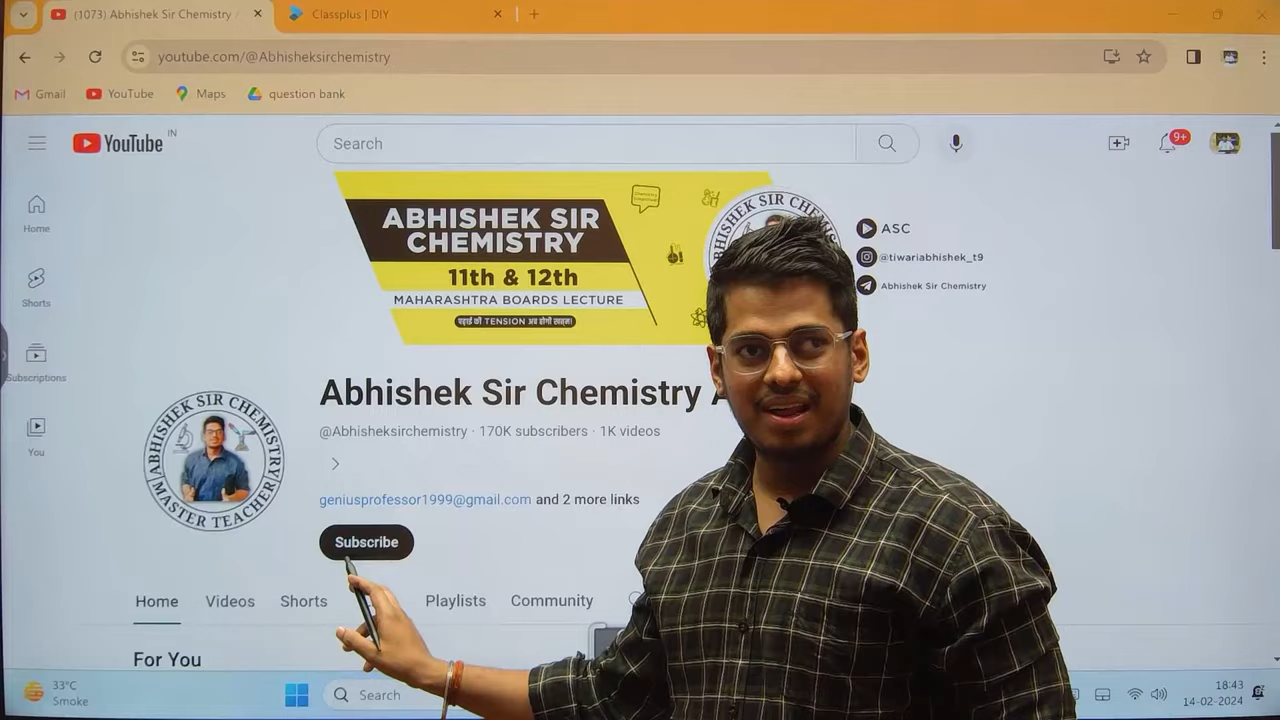 (1073) Abhishek Sir Chemistry
Classplus | DIY
youtube.com/@Abhisheksirchemistry
Gmail
YouTube
Maps
question bank
YouTube IN
Search
9+
Home
Shorts
Subscriptions
You
ABHISHEK SIR
CHEMISTRY
11th & 12th
MAHARASHTRA BOARDS LECTURE
पढ़ाई की TENSION अब होगी खत्म!
ABHISHEK SIR CHEMISTRY
ASC
@tiwariabhishek_t9
Abhishek Sir Chemistry
ABHISHEK SIR CHEMISTRY
MASTER TEACHER
Abhishek Sir Chemistry
@Abhisheksirchemistry · 170K subscribers · 1K videos
geniusprofessor1999@gmail.com and 2 more links
Subscribe
Home
Videos
Shorts
Playlists
Community
For You
33°C
Smoke
Search
18:43
14-02-2024